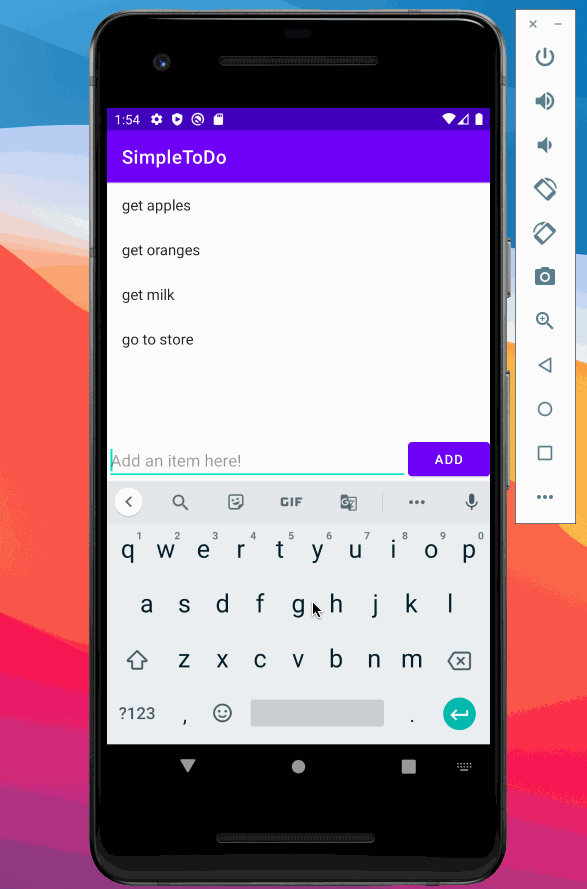 1:54
SimpleToDo
get apples
get oranges
get milk
go to store
Add an item here!
ADD
GIF
1 2 3 4 5 6 7 8 9 0
q w e r t y u i o p
a s d f g h j k l
z x c v b n m
?123 , .